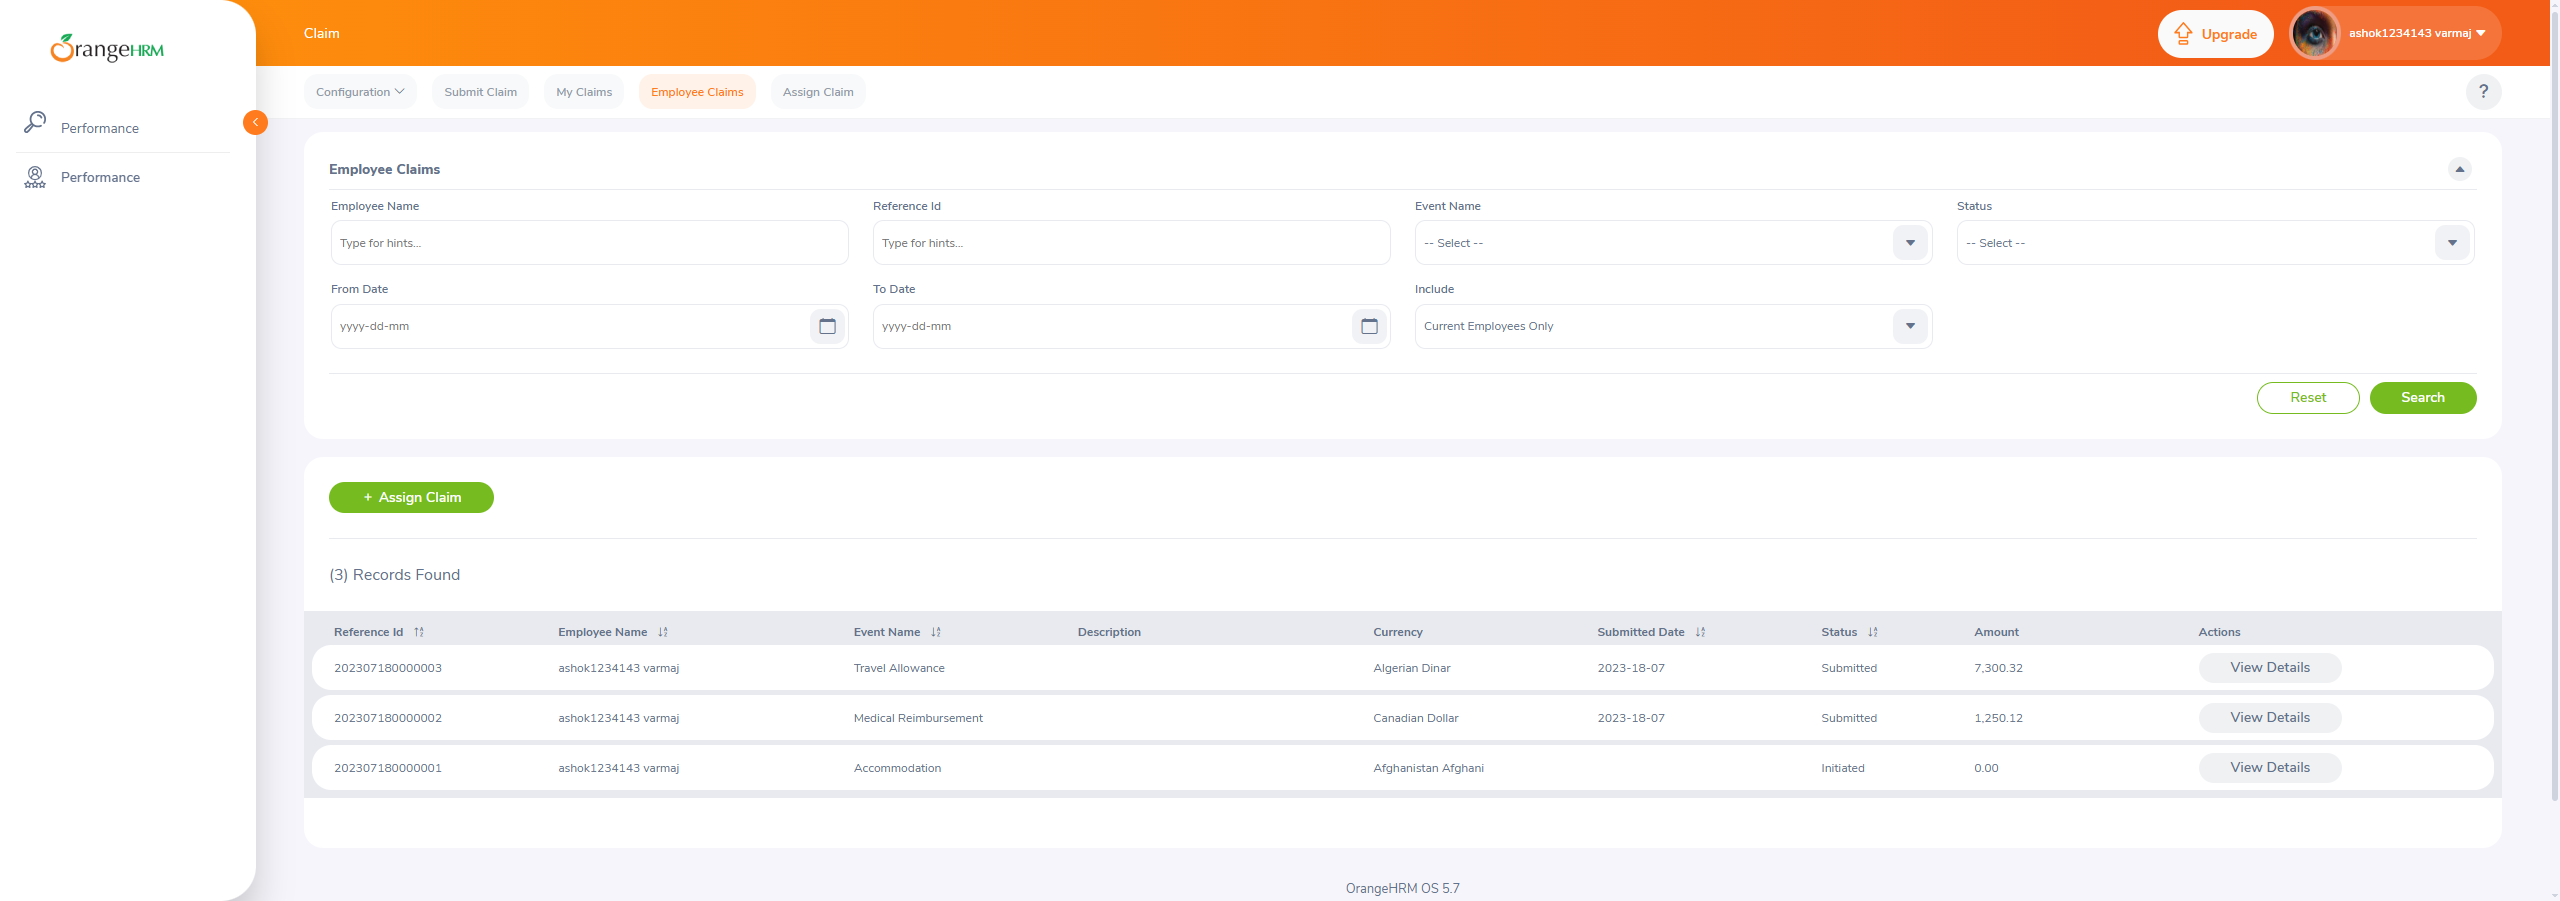 OrangeHRM
Claim
Upgrade
ashok1234143 varmaj
Configuration
Submit Claim
My Claims
Employee Claims
Assign Claim
?
Performance
Performance
Employee Claims
Employee Name
Reference Id
Event Name
Status
Type for hints...
Type for hints...
-- Select --
-- Select --
From Date
To Date
Include
yyyy-dd-mm
yyyy-dd-mm
Current Employees Only
Reset
Search
+ Assign Claim
(3) Records Found
Reference Id Employee Name Event Name Description Currency Submitted Date Status Amount Actions
202307180000003 ashok1234143 varmaj Travel Allowance Algerian Dinar 2023-18-07 Submitted 7,300.32 View Details
202307180000002 ashok1234143 varmaj Medical Reimbursement Canadian Dollar 2023-18-07 Submitted 1,250.12 View Details
202307180000001 ashok1234143 varmaj Accommodation Afghanistan Afghani Initiated 0.00 View Details
OrangeHRM OS 5.7